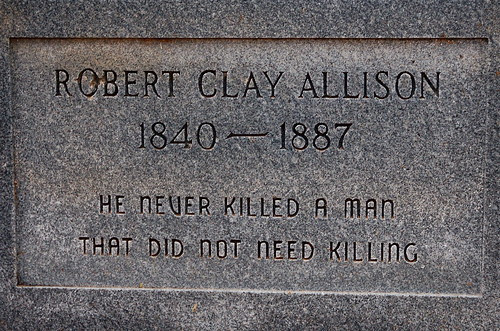 ROBERT CLAY ALLISON
1840 — 1887
HE NEVER KILLED A MAN
THAT DID NOT NEED KILLING